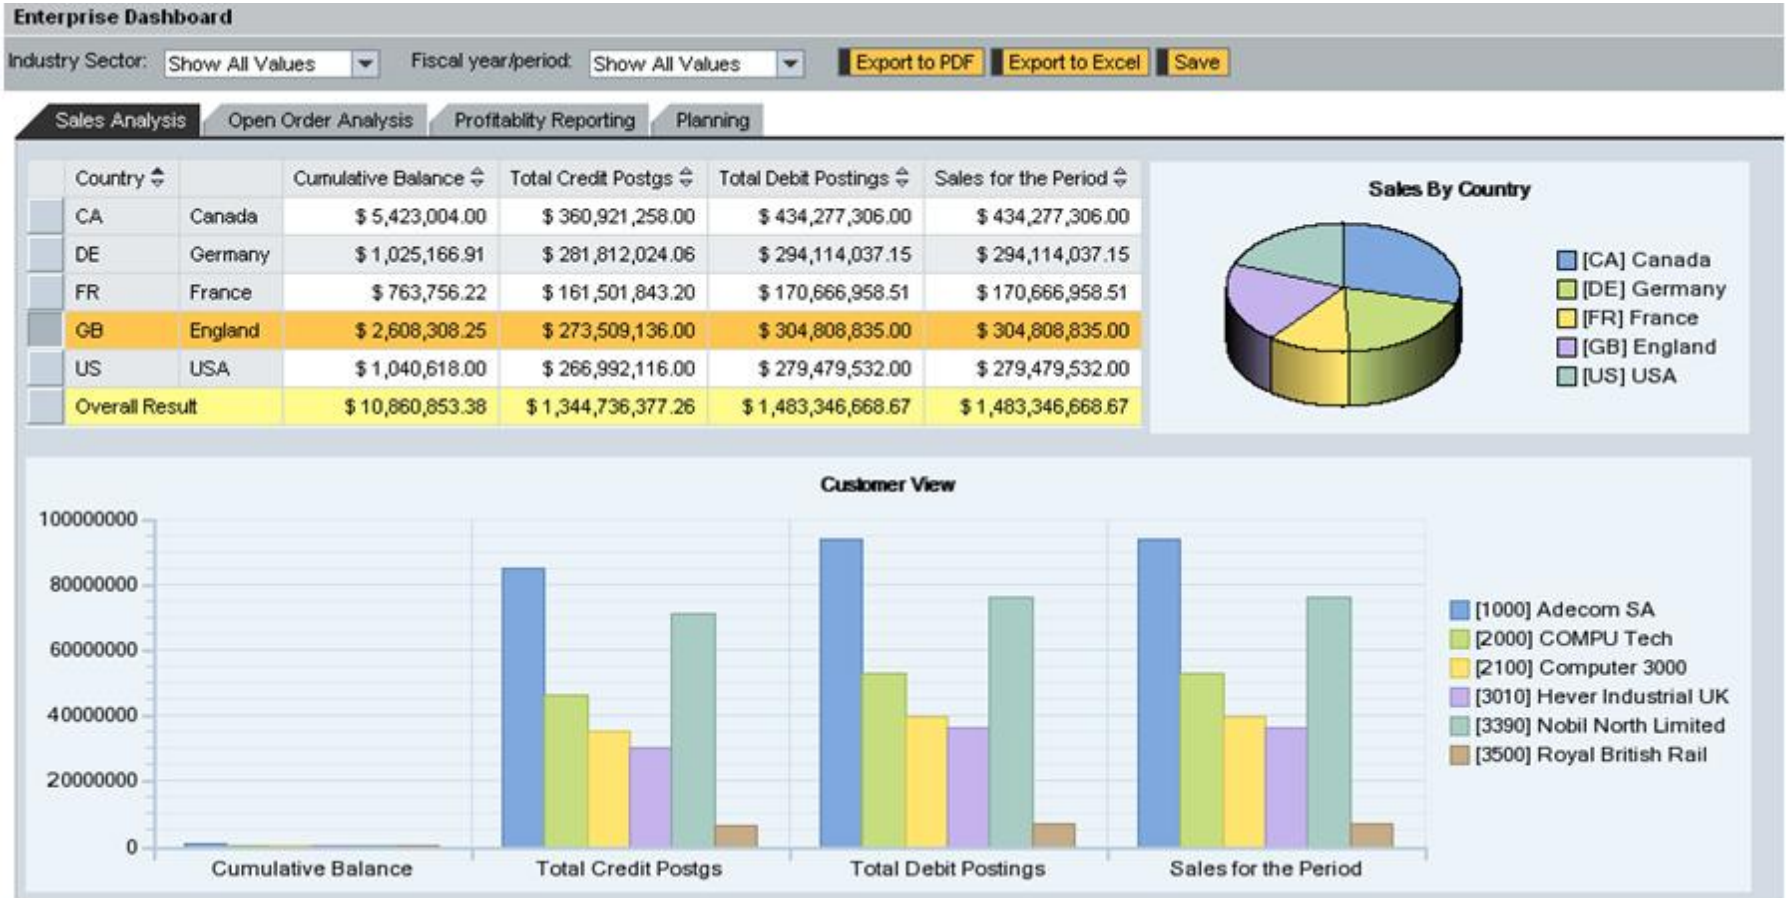 Enterprise Dashboard
Industry Sector: Show All Values Fiscal year/period: Show All Values Export to PDF Export to Excel Save
Sales Analysis Open Order Analysis Profitablity Reporting Planning
Country Cumulative Balance Total Credit Postgs Total Debit Postings Sales for the Period
CA Canada $ 5,423,004.00 $ 360,921,258.00 $ 434,277,306.00 $ 434,277,306.00
DE Germany $ 1,025,166.91 $ 281,812,024.06 $ 294,114,037.15 $ 294,114,037.15
FR France $ 763,756.22 $ 161,501,843.20 $ 170,666,958.51 $ 170,666,958.51
GB England $ 2,608,308.25 $ 273,509,136.00 $ 304,808,835.00 $ 304,808,835.00
US USA $ 1,040,618.00 $ 266,992,116.00 $ 279,479,532.00 $ 279,479,532.00
Overall Result $ 10,860,853.38 $ 1,344,736,377.26 $ 1,483,346,668.67 $ 1,483,346,668.67
Sales By Country
[CA] Canada
[DE] Germany
[FR] France
[GB] England
[US] USA
Customer View
100000000
80000000
60000000
40000000
20000000
0
Cumulative Balance Total Credit Postgs Total Debit Postings Sales for the Period
[1000] Adecom SA
[2000] COMPU Tech
[2100] Computer 3000
[3010] Hever Industrial UK
[3390] Nobil North Limited
[3500] Royal British Rail